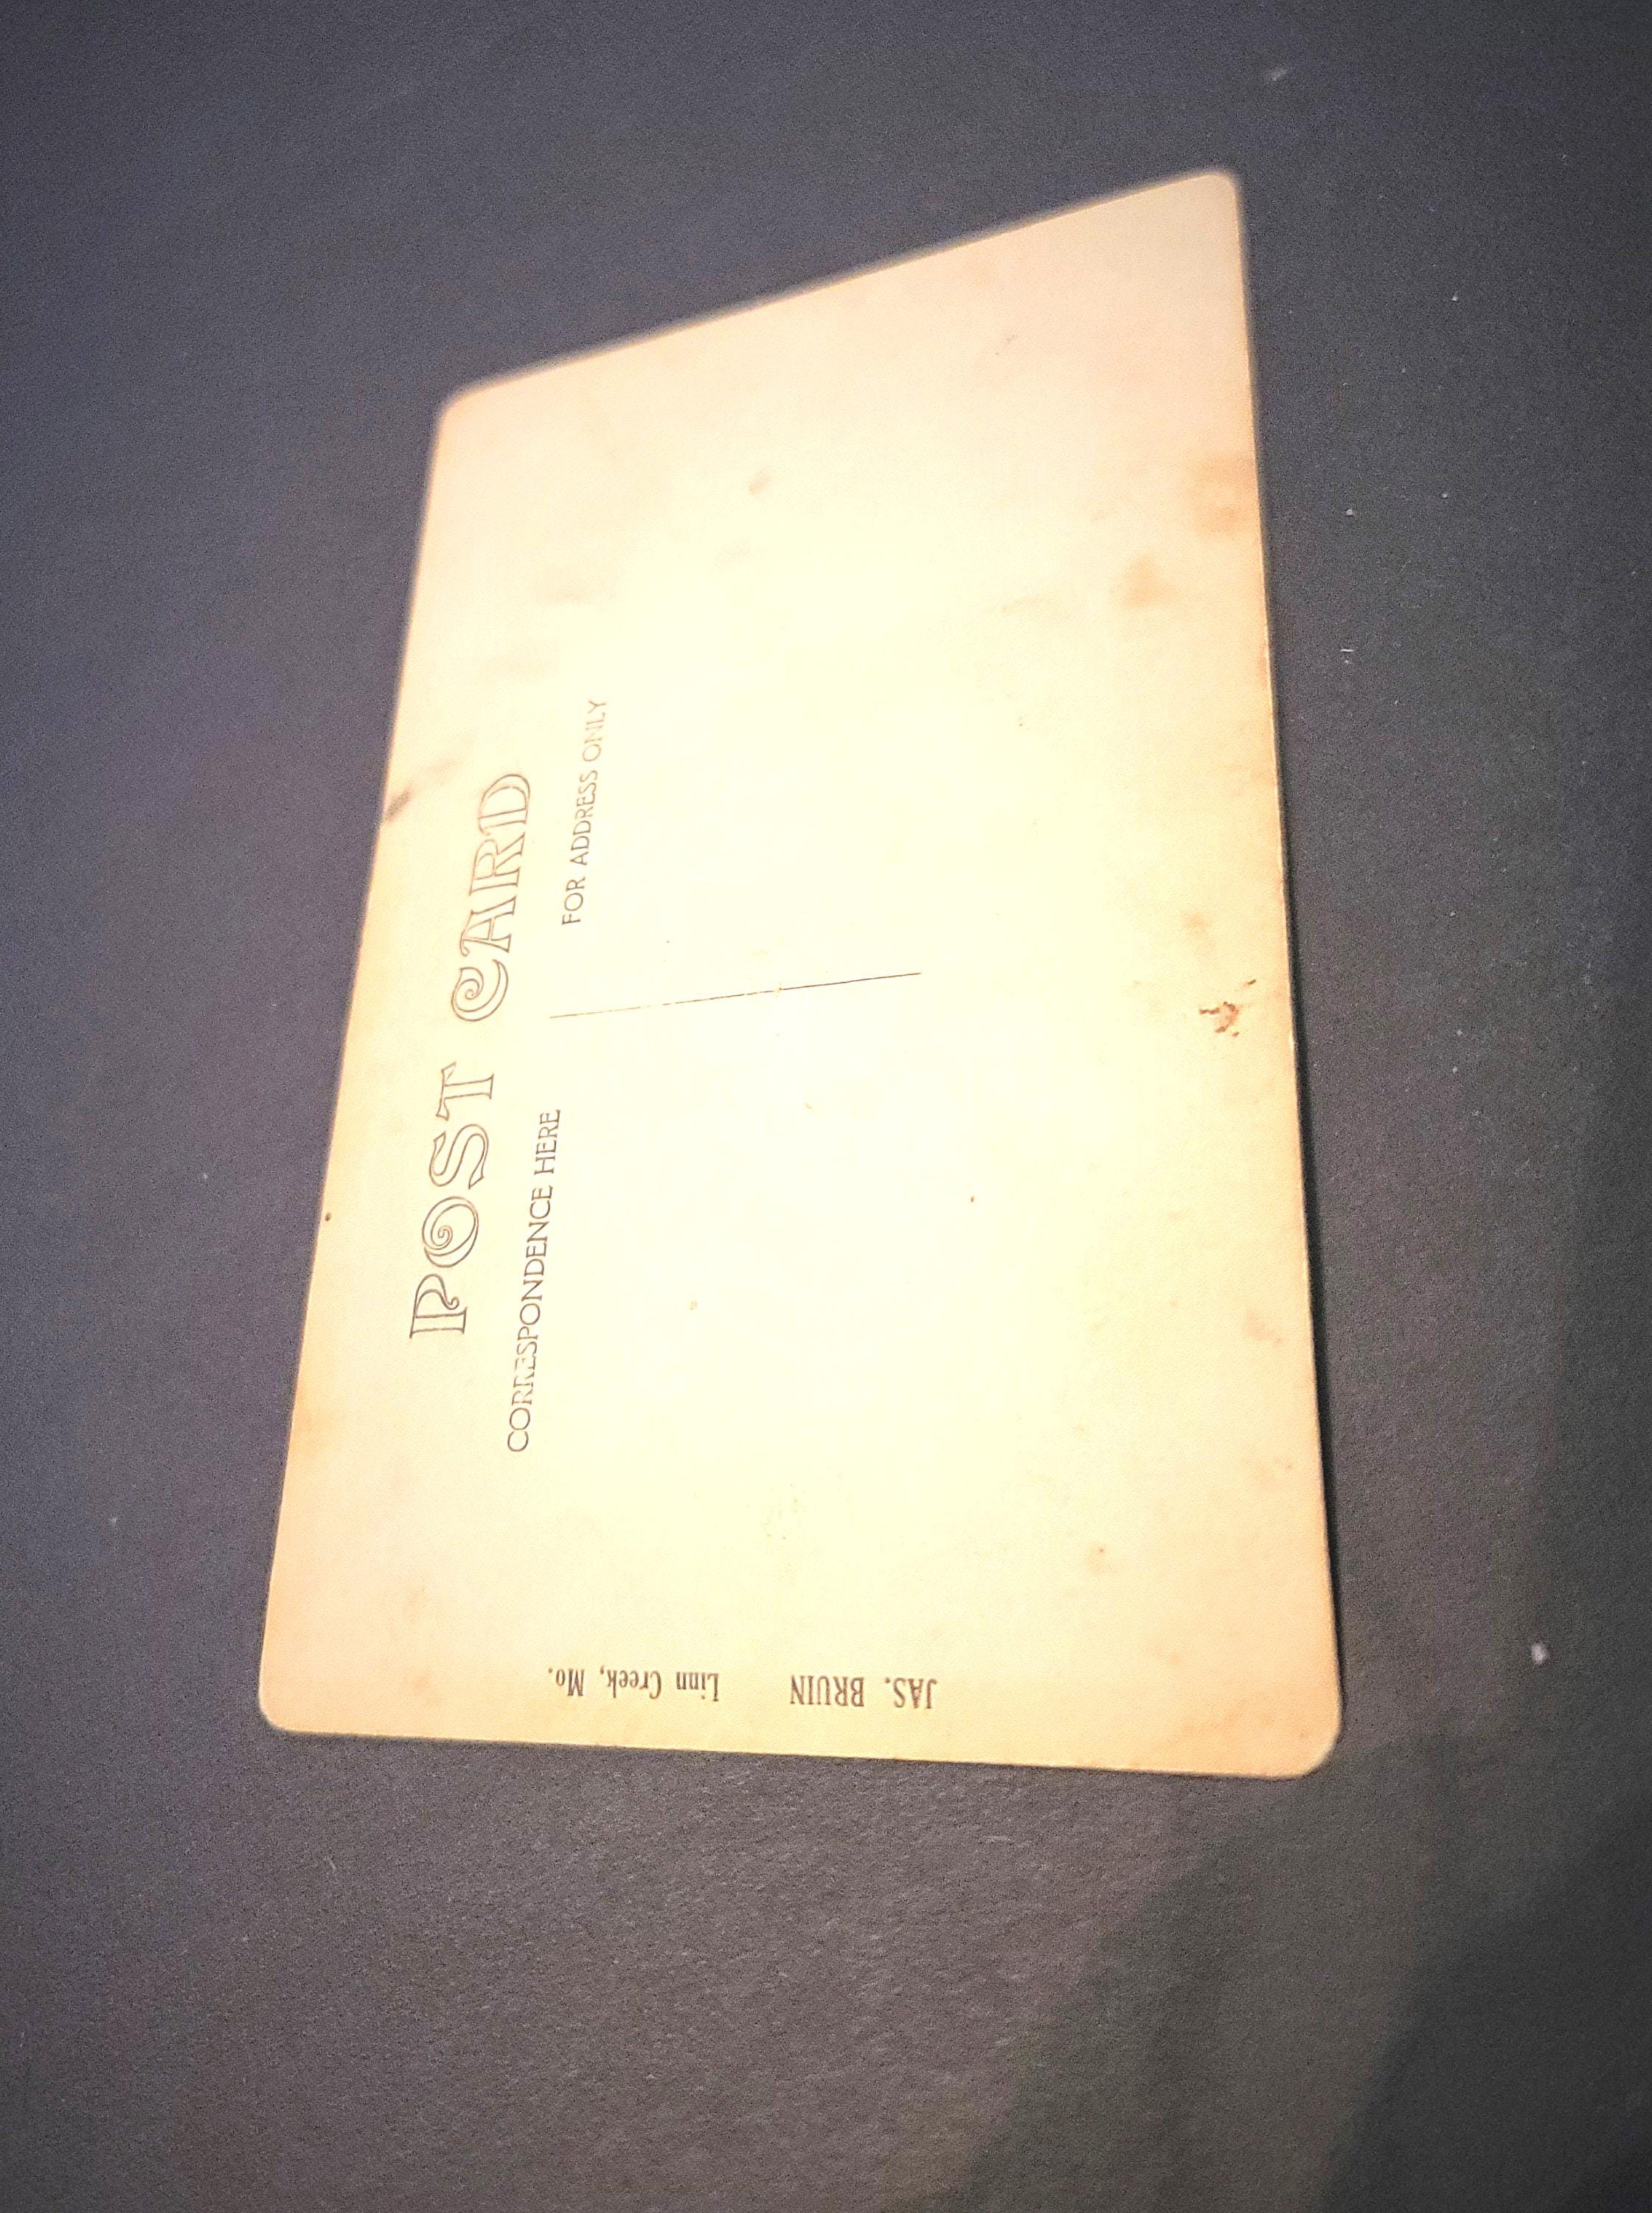 POST CARD
CORRESPONDENCE HERE
FOR ADDRESS ONLY
JAS. BRUIN Linn Creek, Mo.